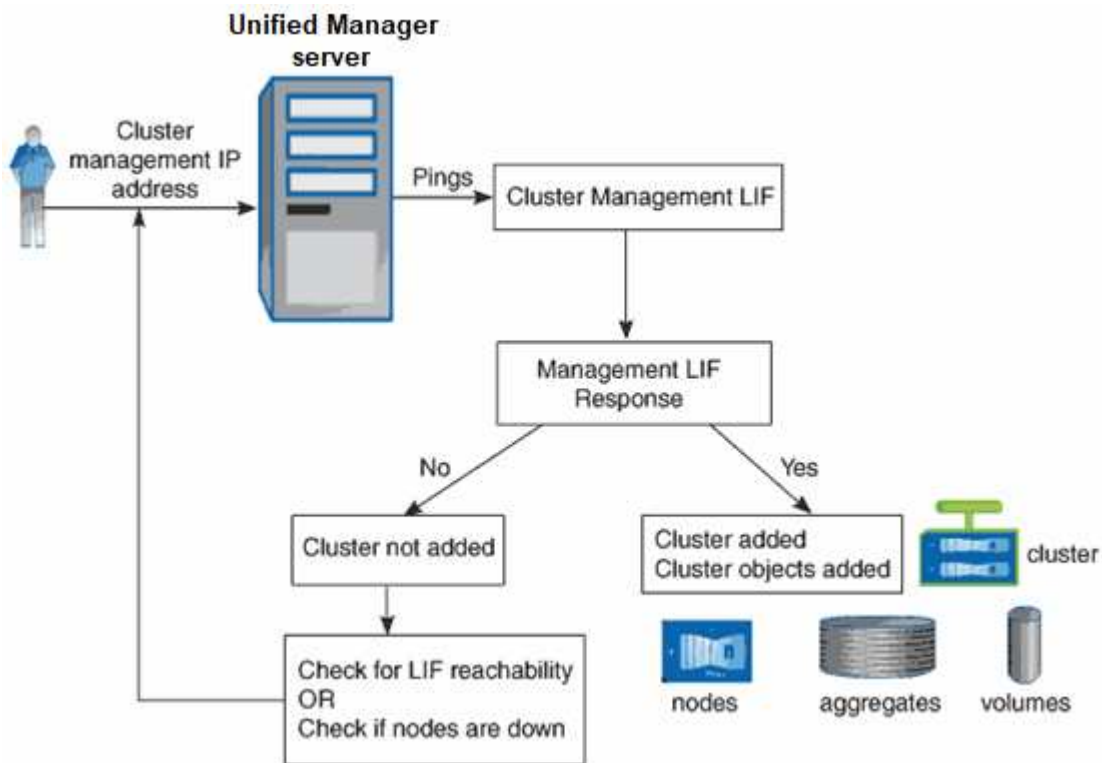 Unified Manager
server
Cluster
management IP
address
Pings
Cluster Management LIF
Management LIF
Response
No
Yes
Cluster not added
Cluster added
Cluster objects added
cluster
Check for LIF reachability
OR
Check if nodes are down
nodes
aggregates
volumes